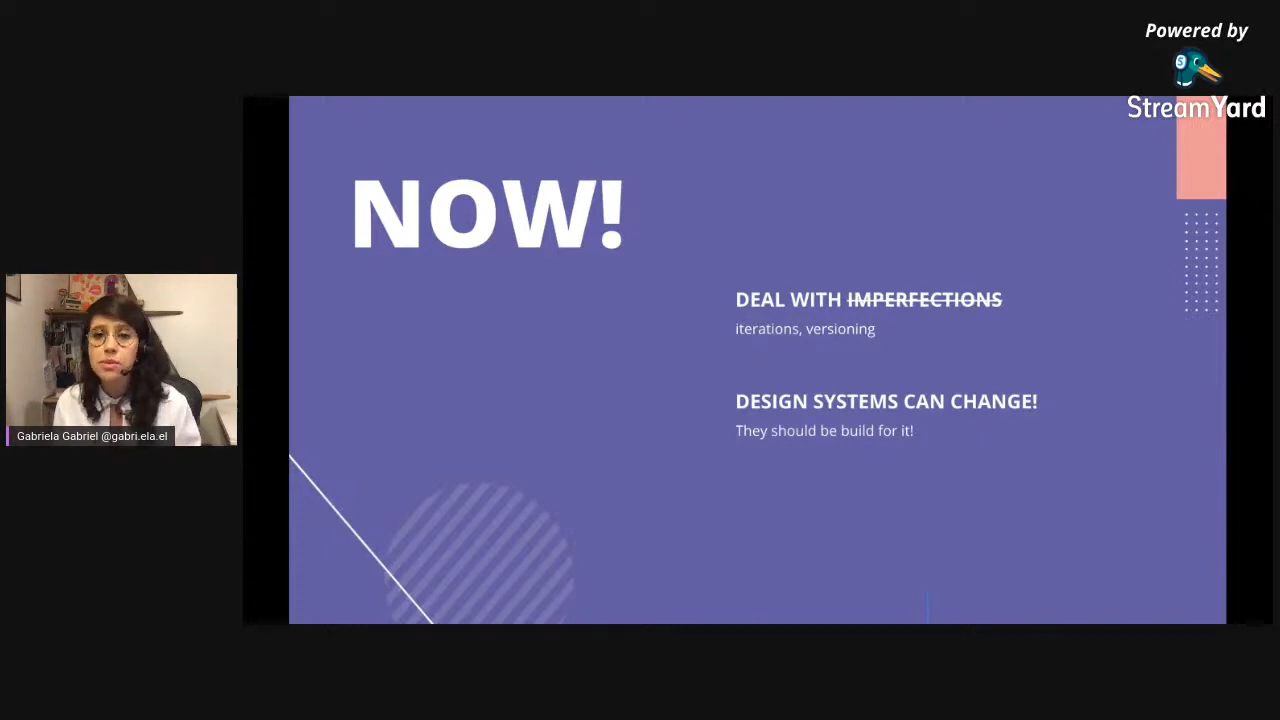 Powered by
StreamYard
NOW!
DEAL WITH IMPERFECTIONS
iterations, versioning
DESIGN SYSTEMS CAN CHANGE!
They should be build for it!
Gabriela Gabriel @gabri.ela.el